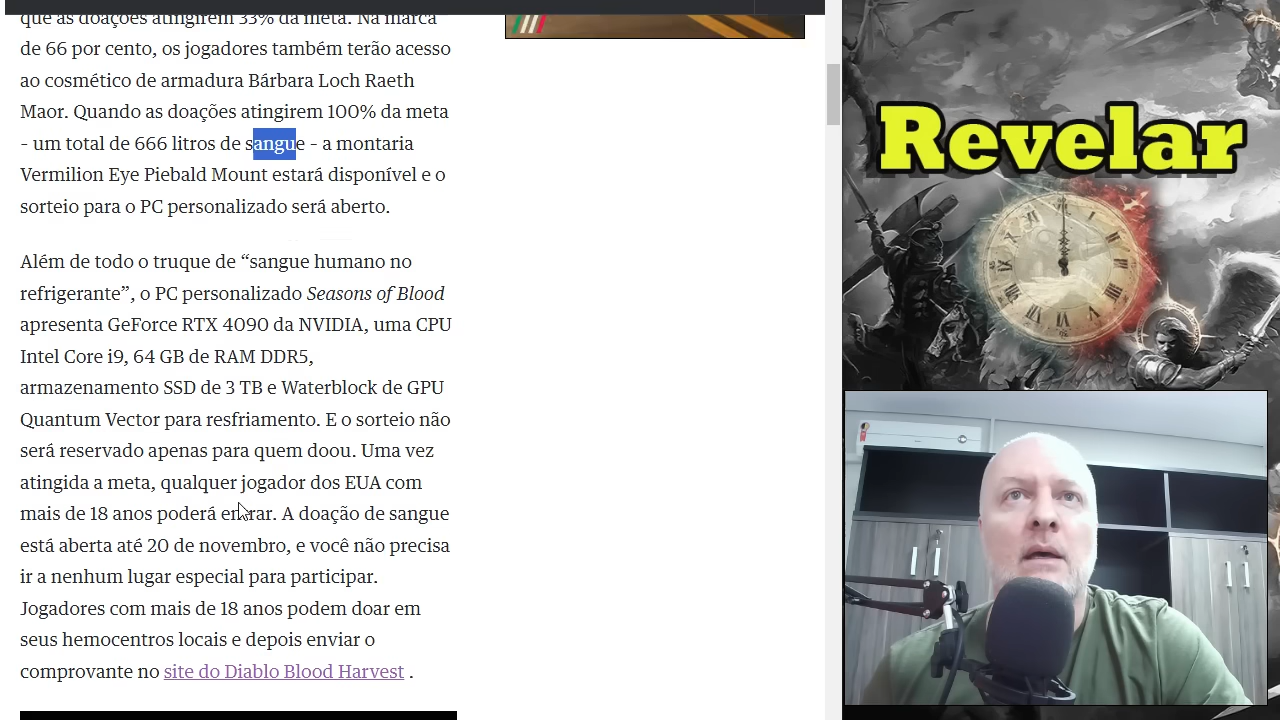 que as doações atingirem 33% da meta. Na marca
de 66 por cento, os jogadores também terão acesso
ao cosmético de armadura Bárbara Loch Raeth
Maor. Quando as doações atingirem 100% da meta
– um total de 666 litros de sangue – a montaria
Vermilion Eye Piebald Mount estará disponível e o
sorteio para o PC personalizado será aberto.
Além de todo o truque de “sangue humano no
refrigerante”, o PC personalizado Seasons of Blood
apresenta GeForce RTX 4090 da NVIDIA, uma CPU
Intel Core i9, 64 GB de RAM DDR5,
armazenamento SSD de 3 TB e Waterblock de GPU
Quantum Vector para resfriamento. E o sorteio não
será reservado apenas para quem doou. Uma vez
atingida a meta, qualquer jogador dos EUA com
mais de 18 anos poderá entrar. A doação de sangue
está aberta até 20 de novembro, e você não precisa
ir a nenhum lugar especial para participar.
Jogadores com mais de 18 anos podem doar em
seus hemocentros locais e depois enviar o
comprovante no site do Diablo Blood Harvest .
Revelar